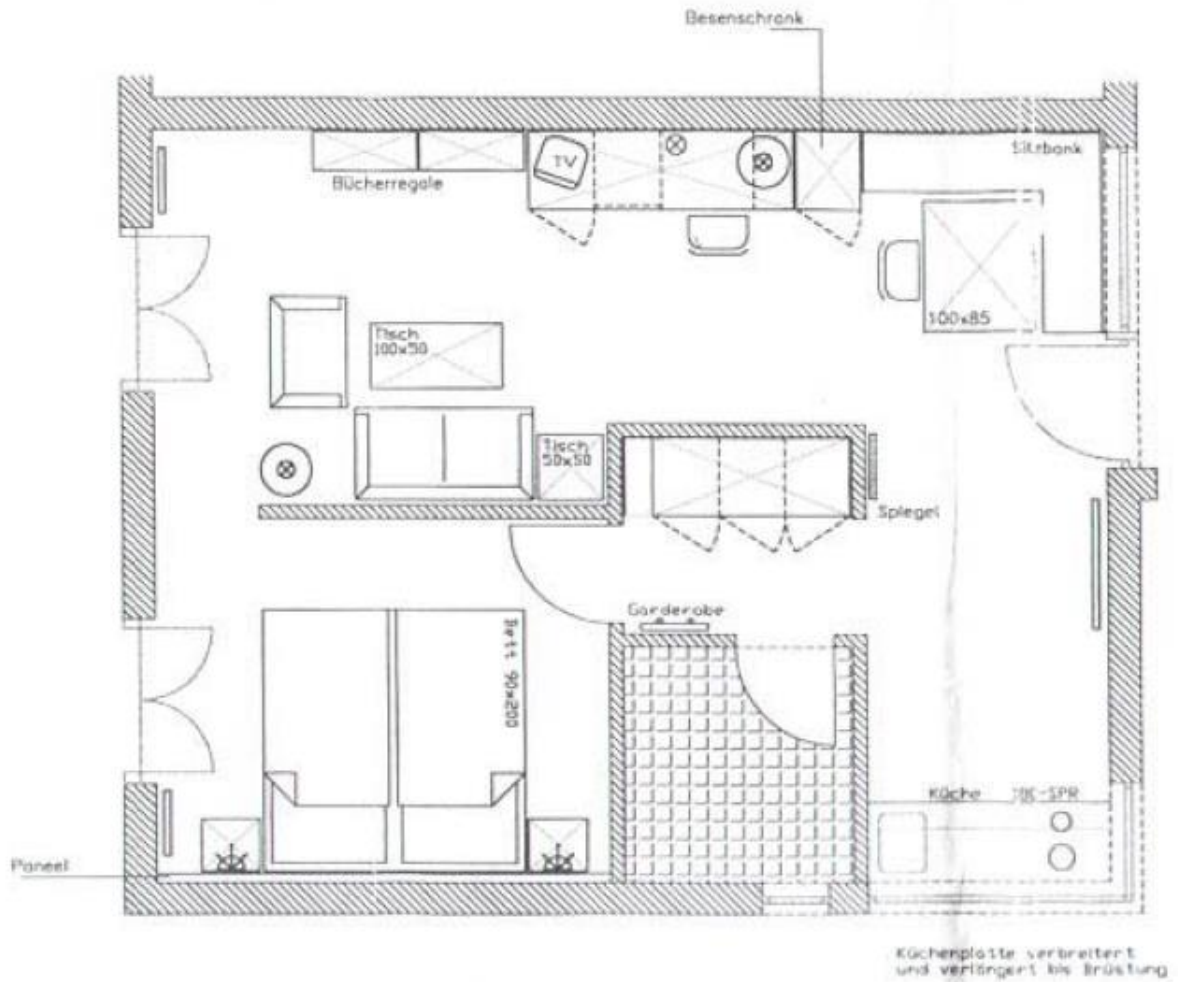 Besenschrank
Sitzbank
TV
Bücherregale
100x85
Tisch
100x50
Tisch
50x50
Spiegel
Garderobe
Bett 90x200
Küche
Paneel
Küchenplatte verbreitert
und verlängert bis Brüstung